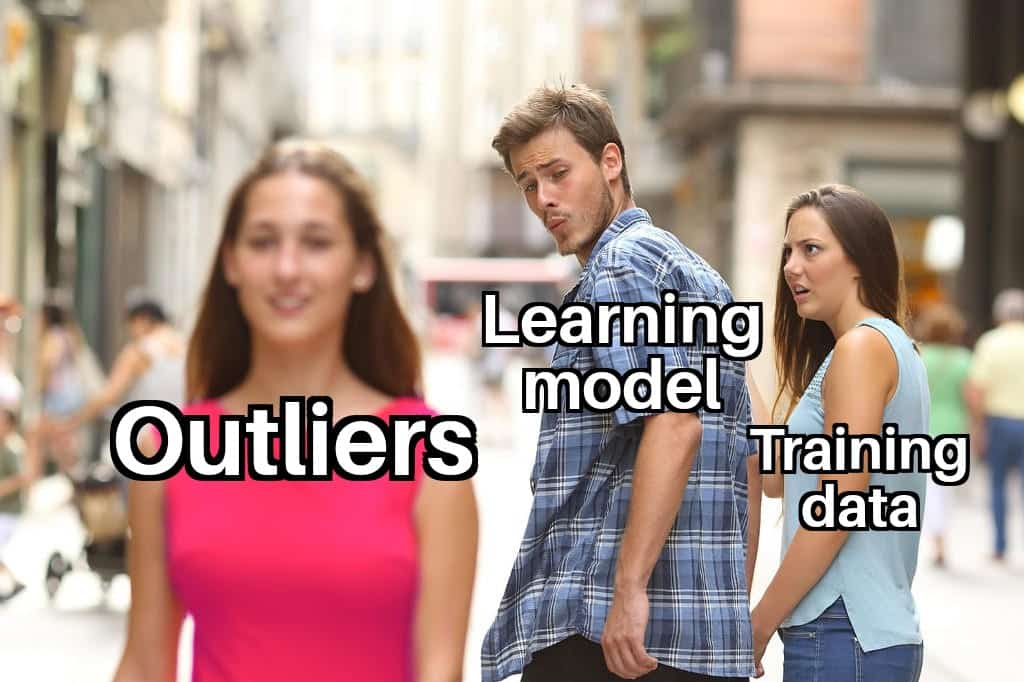 Outliers
Learning
model
Training
data